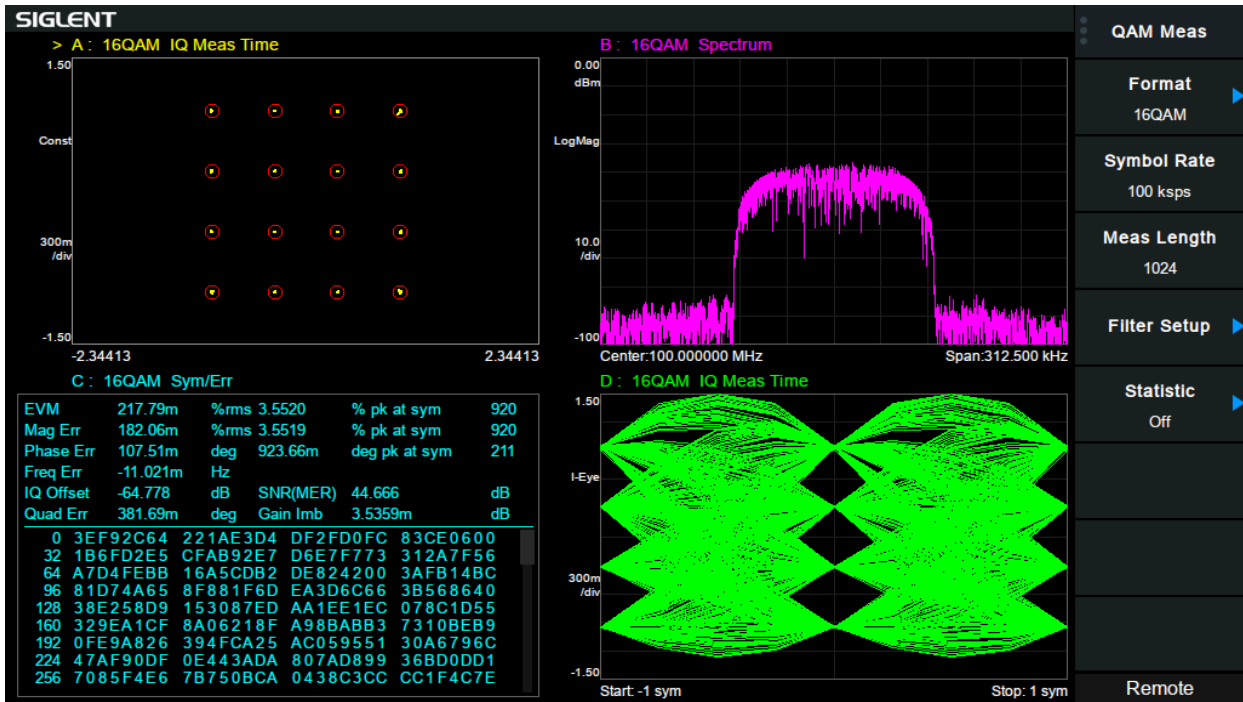 SIGLENT
> A : 16QAM IQ Meas Time
1.50
Const
300m
/div
-1.50
-2.34413 2.34413
B : 16QAM Spectrum
0.00
dBm
LogMag
10.0
/div
-100
Center:100.000000 MHz Span:312.500 kHz
C : 16QAM Sym/Err
EVM 217.79m %rms 3.5520 % pk at sym 920
Mag Err 182.06m %rms 3.5519 % pk at sym 920
Phase Err 107.51m deg 923.66m deg pk at sym 211
Freq Err -11.021m Hz
IQ Offset -64.778 dB SNR(MER) 44.666 dB
Quad Err 381.69m deg Gain Imb 3.5359m dB
0 3EF92C64 221AE3D4 DF2FD0FC 83CE0600
32 1B6FD2E5 CFAB92E7 D6E7F773 312A7F56
64 A7D4FEBB 16A5CDB2 DE824200 3AFB14BC
96 81D74A65 8F881F6D EA3D6C66 3B568640
128 38E258D9 153087ED AA1EE1EC 078C1D55
160 329EA1CF 8A06218F A98BABB3 7310BEB9
192 0FE9A826 394FCA25 AC059551 30A6796C
224 47AF90DF 0E443ADA 807AD899 36BD0DD1
256 7085F4E6 7B750BCA 0438C3CC CC1F4C7E
D : 16QAM IQ Meas Time
1.50
I-Eye
300m
/div
-1.50
Start: -1 sym Stop: 1 sym
QAM Meas
Format
16QAM
Symbol Rate
100 ksps
Meas Length
1024
Filter Setup
Statistic
Off
Remote